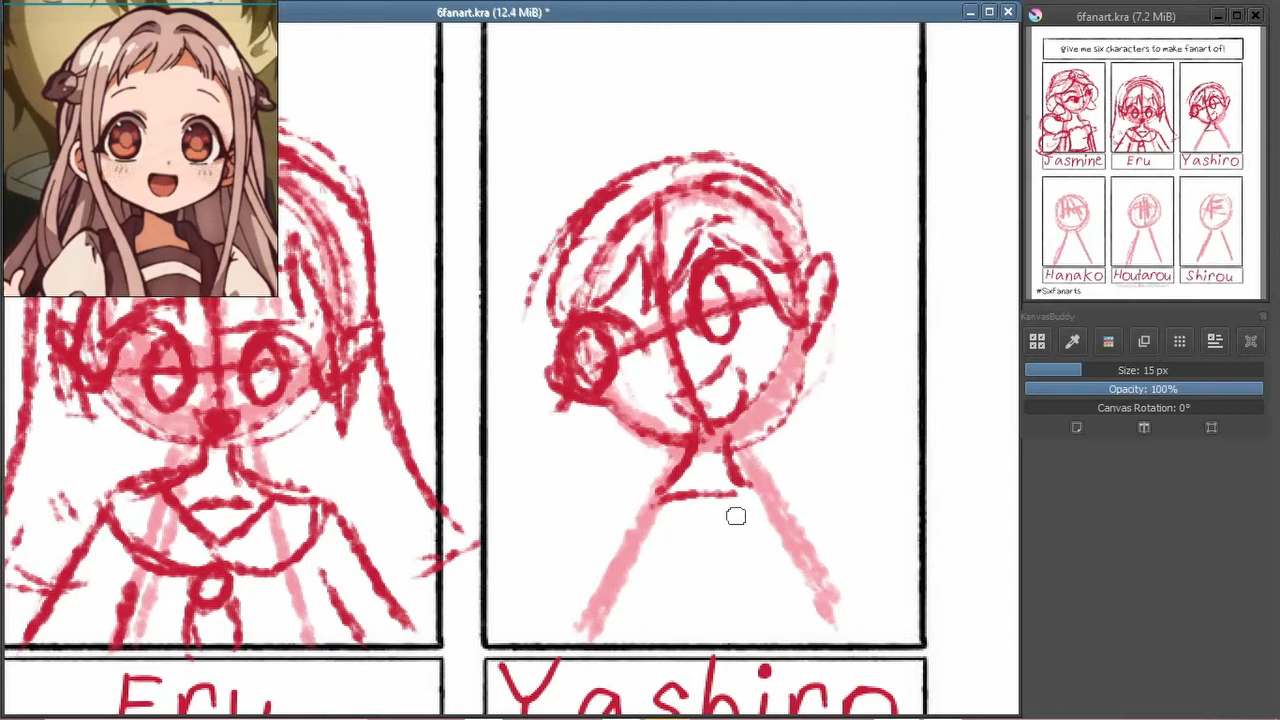 6fanart.kra (12.4 MiB) *
6fanart.kra (7.2 MiB) *
give me six characters to make fanart of!
Jasmine
Eru
Yashiro
Hanako
Houtarou
Shirou
#SixFanarts
KanvasBuddy
Size: 15 px
Opacity: 100%
Canvas Rotation: 0°
Eru
Yashiro